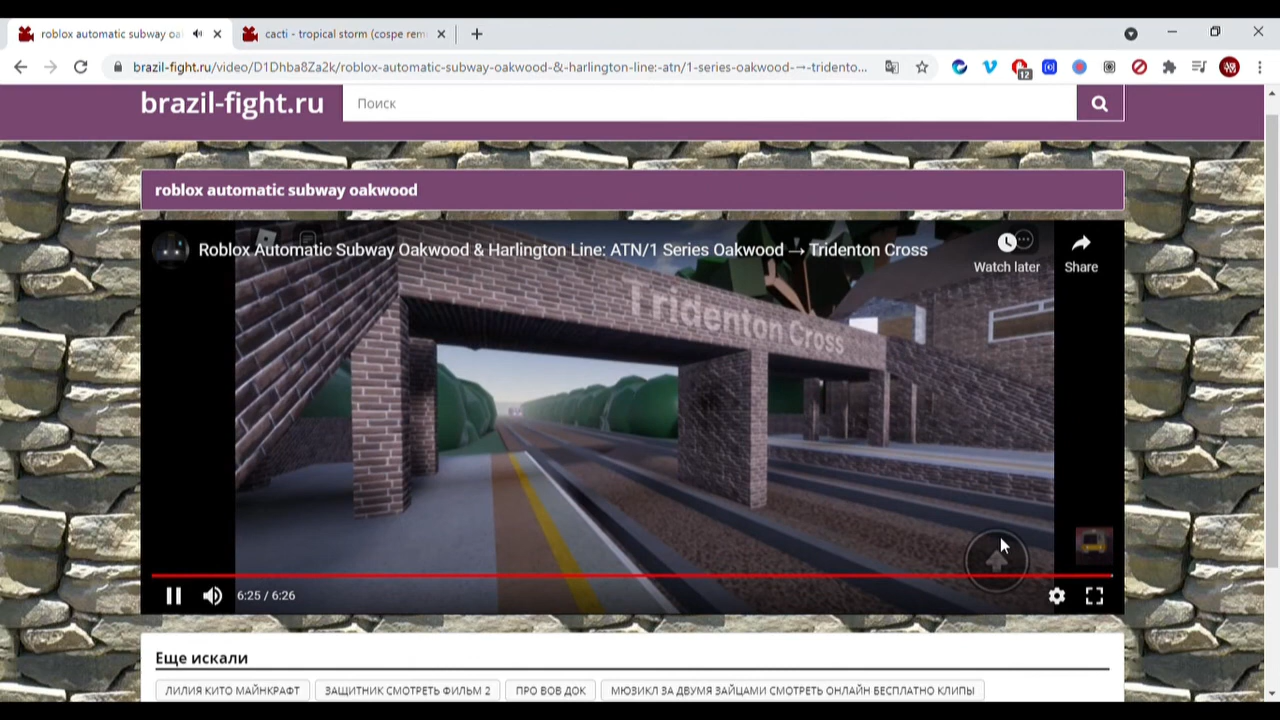 roblox automatic subway oa
cacti - tropical storm (cospe rem
brazil-fight.ru/video/D1Dhba8Za2k/roblox-automatic-subway-oakwood-&-harlington-line:-atn/1-series-oakwood-→-tridento...
12
brazil-fight.ru
Поиск
roblox automatic subway oakwood
Roblox Automatic Subway Oakwood & Harlington Line: ATN/1 Series Oakwood → Tridenton Cross
Watch later
Share
Tridenton Cross
6:25 / 6:26
Еще искали
ЛИЛИЯ КИТО МАЙНКРАФТ
ЗАЩИТНИК СМОТРЕТЬ ФИЛЬМ 2
ПРО ВОВ ДОК
МЮЗИКЛ ЗА ДВУМЯ ЗАЙЦАМИ СМОТРЕТЬ ОНЛАЙН БЕСПЛАТНО КЛИПЫ